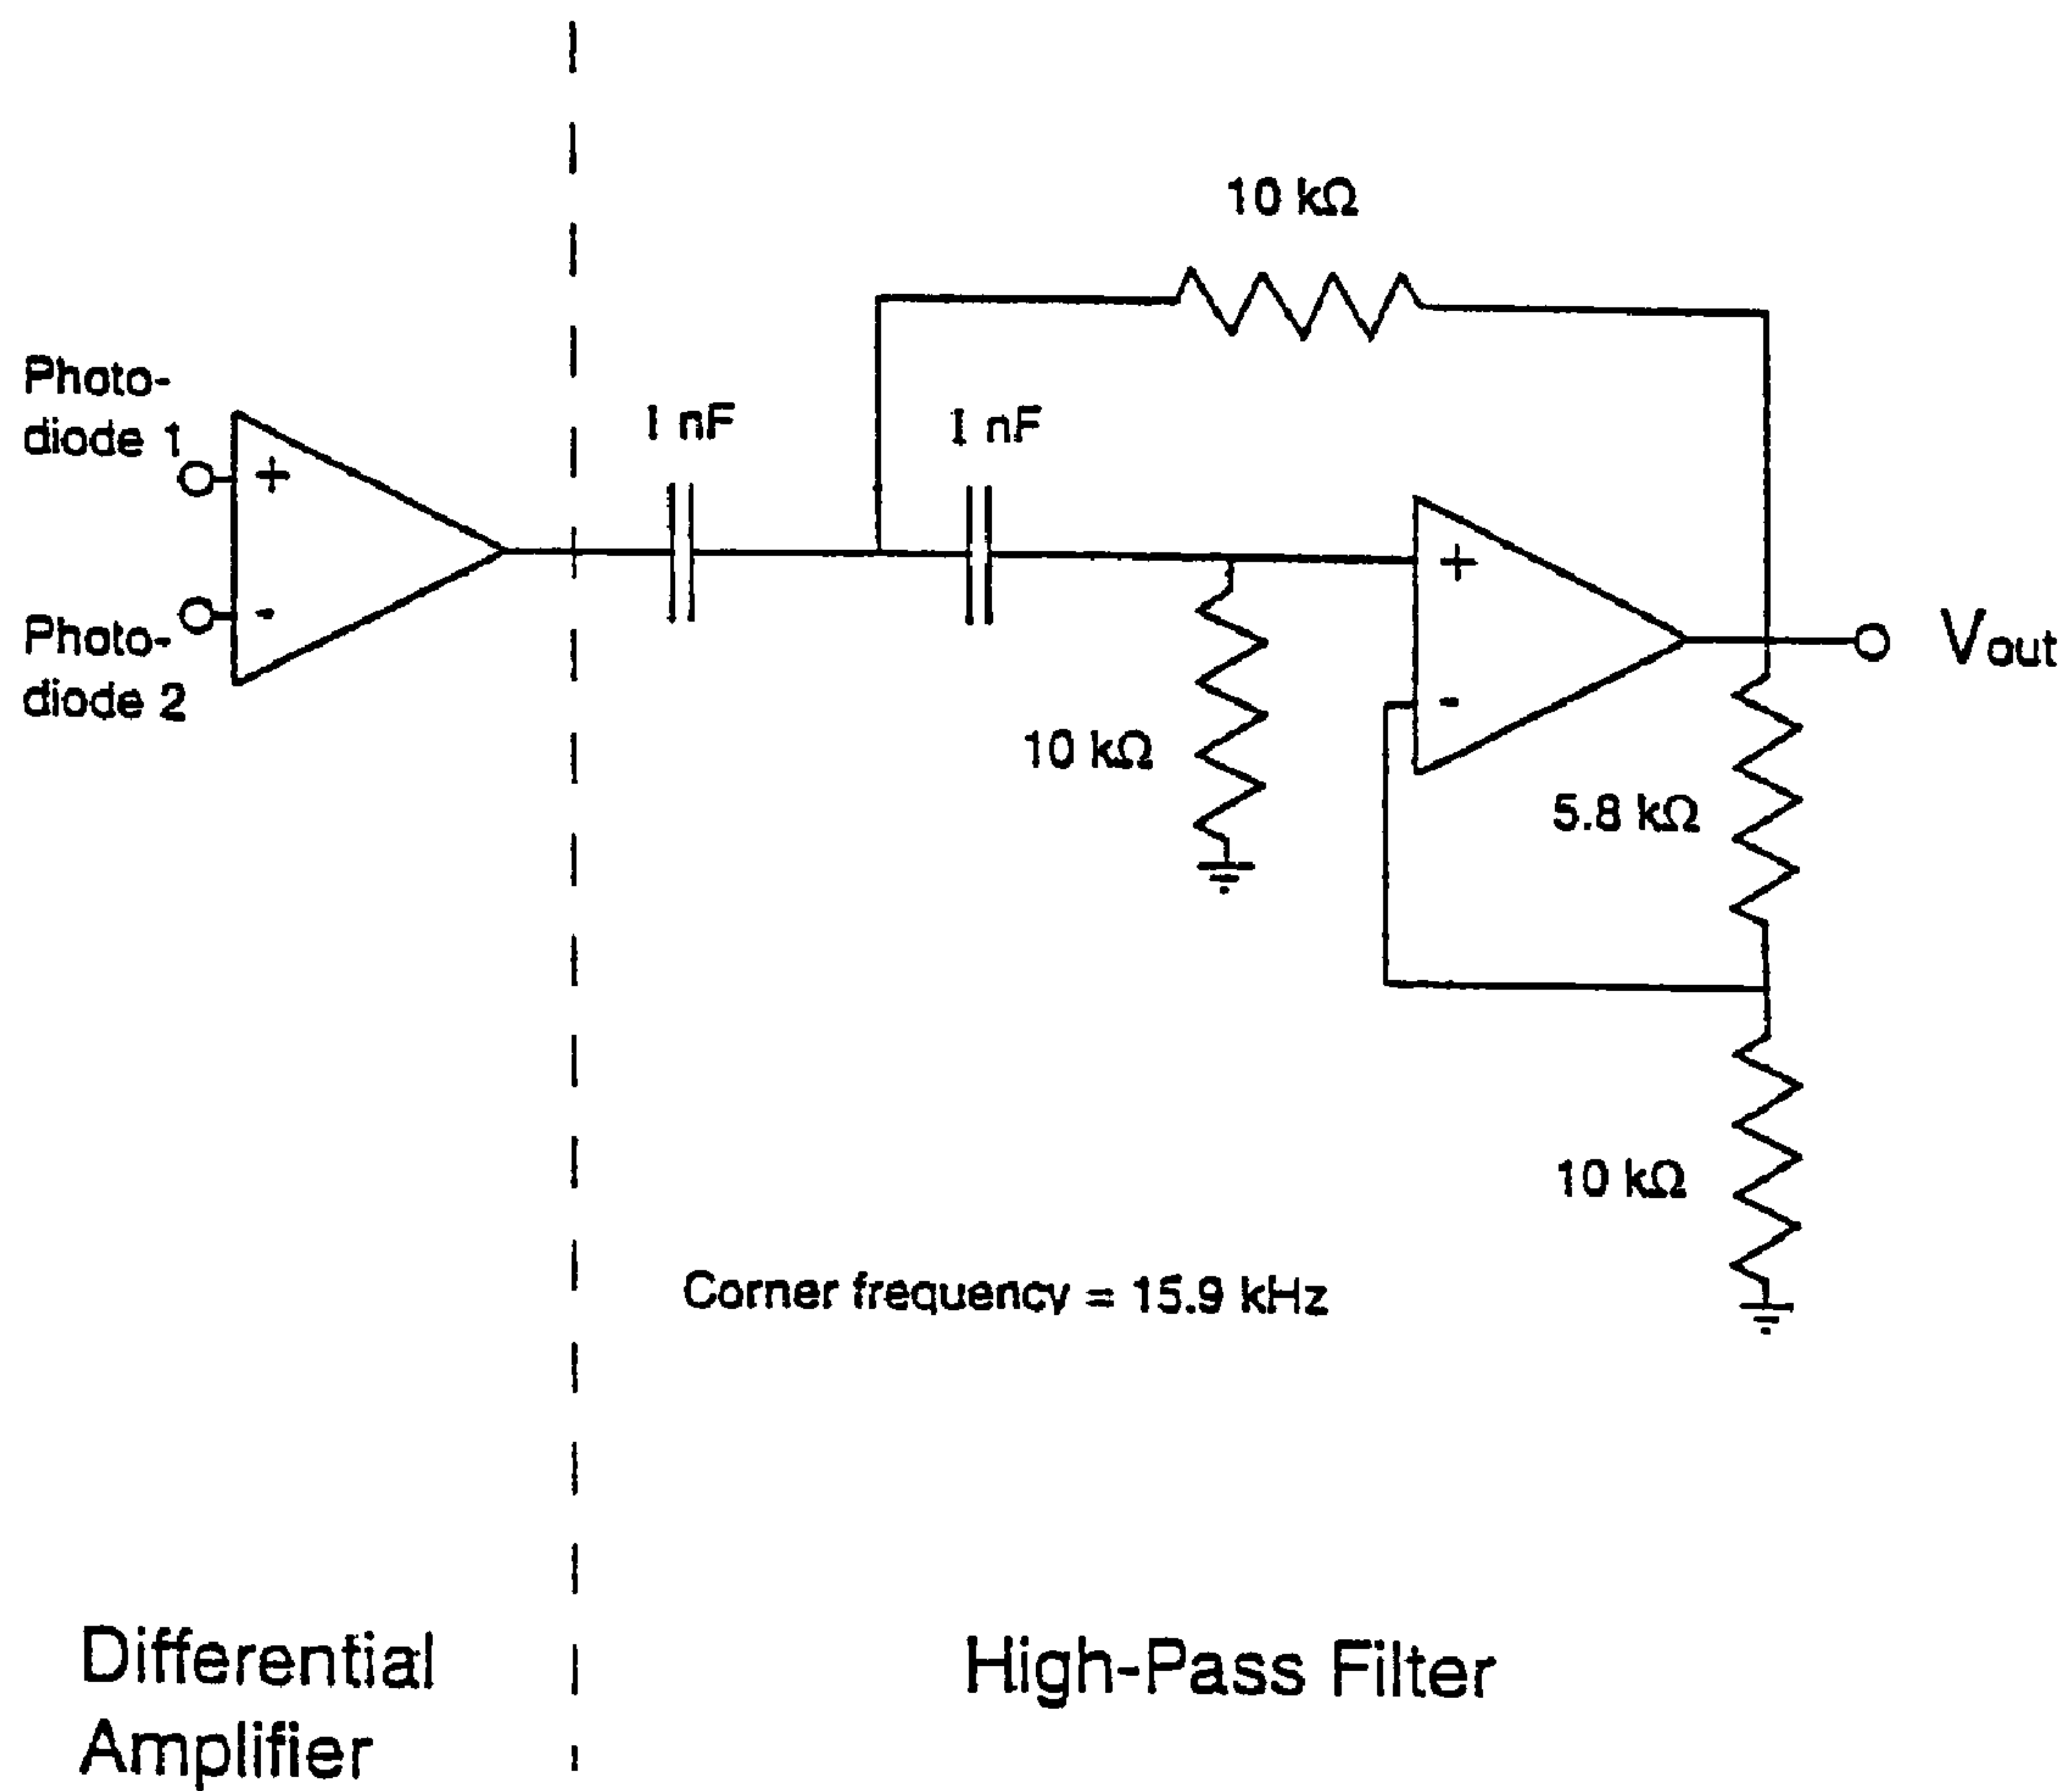 10 kΩ
Photo-
diode 1
1 nF
1 nF
+
-
Photo-
diode 2
+
-
Vout
10 kΩ
5.8 kΩ
10 kΩ
Corner frequency = 15.9 kHz
Differential
Amplifier
High-Pass Filter